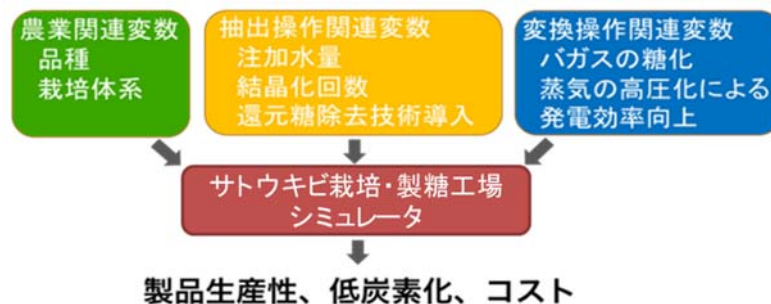 農業関連変数
品種
栽培体系
抽出操作関連変数
注加水量
結晶化回数
還元糖除去技術導入
変換操作関連変数
バガスの糖化
蒸気の高圧化による
発電効率向上
サトウキビ栽培・製糖工場
シミュレータ
製品生産性、低炭素化、コスト